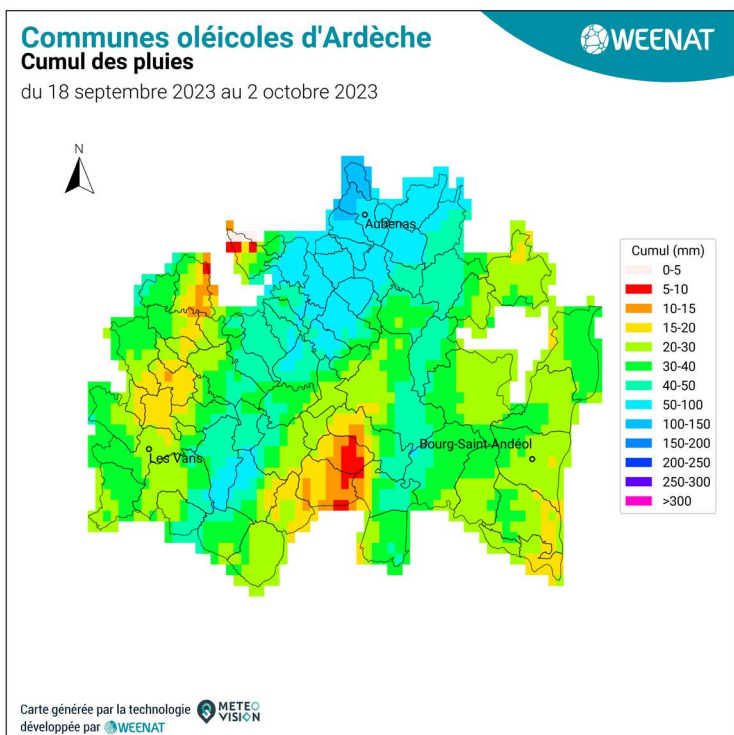 Communes oléicoles d'Ardèche
WEENAT
Cumul des pluies
du 18 septembre 2023 au 2 octobre 2023
N
Aubenas
Cumul (mm)
0-5
5-10
10-15
15-20
20-30
30-40
40-50
50-100
100-150
150-200
200-250
250-300
>300
Bourg-Saint-Andéol
Les Vans
Carte générée par la technologie METEO VISION
développée par WEENAT